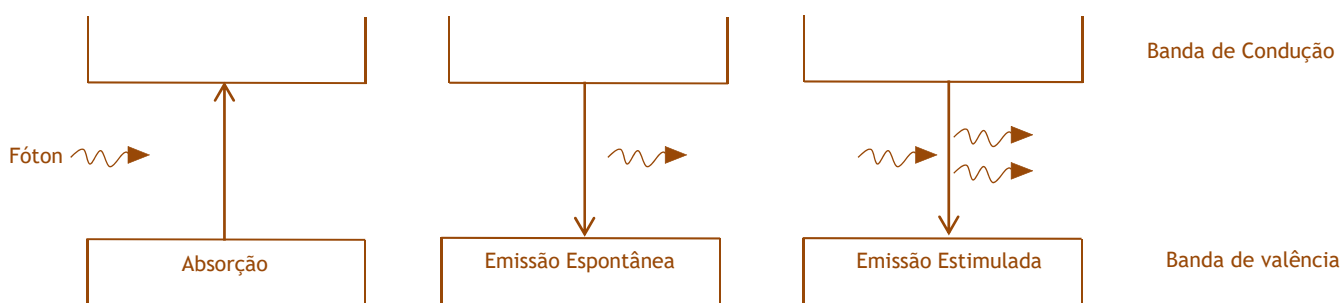 Banda de Condução
Fóton
Absorção
Emissão Espontânea
Emissão Estimulada
Banda de valência